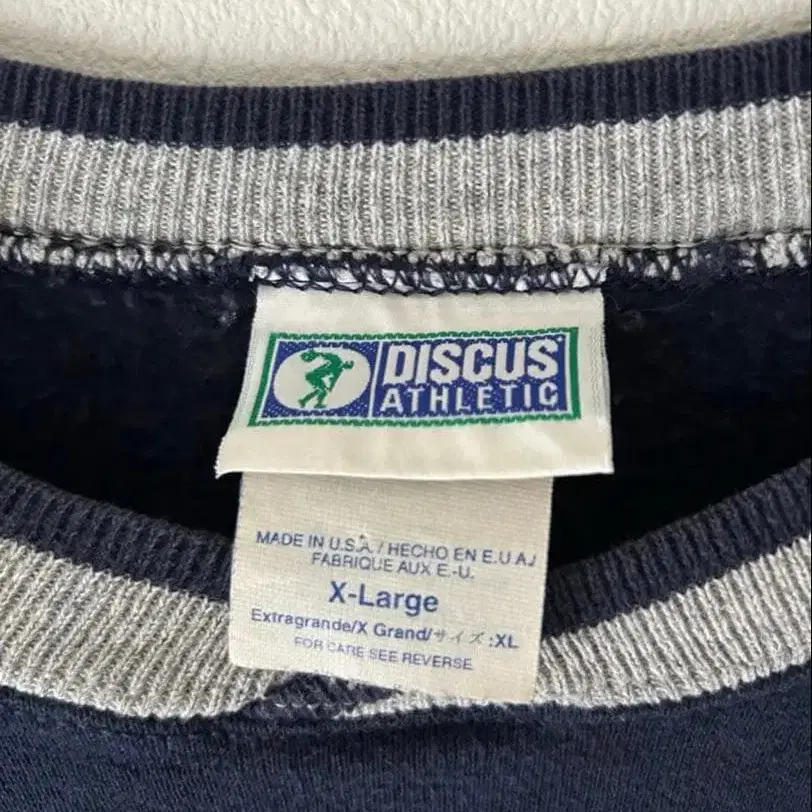 DISCUS
ATHLETIC
MADE IN U.S.A. / HECHO EN E.U.A./
FABRIQUE AUX E.-U.
X-Large
Extragrande/X Grand/サイズ:XL
FOR CARE SEE REVERSE